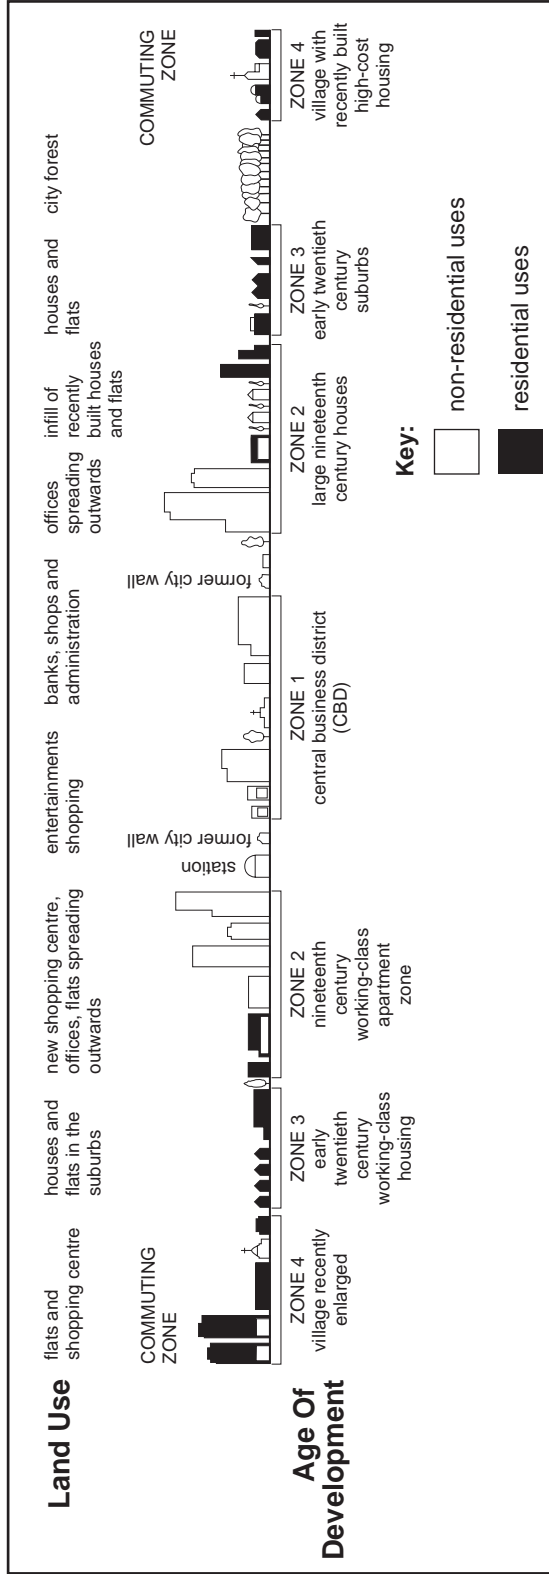 Land Use
flats and
shopping centre
houses and
flats in the
suburbs
new shopping centre,
offices, flats spreading
outwards
entertainments
shopping
banks, shops and
administration
offices
spreading
outwards
infill of
recently
built houses
and flats
houses and
flats
city forest
COMMUTING
ZONE
station
former city wall
former city wall
COMMUTING
ZONE
Age Of
Development
ZONE 4
village recently
enlarged
ZONE 3
early
twentieth
century
working-class
housing
ZONE 2
nineteenth
century
working-class
apartment
zone
ZONE 1
central business district
(CBD)
ZONE 2
large nineteenth
century houses
ZONE 3
early twentieth
century
suburbs
ZONE 4
village with
recently built
high-cost
housing
Key:
non-residential uses
residential uses